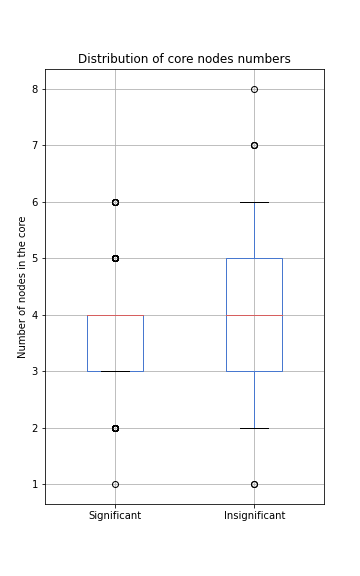 Distribution of core nodes numbers
Number of nodes in the core
8
7
6
5
4
3
2
1
Significant
Insignificant